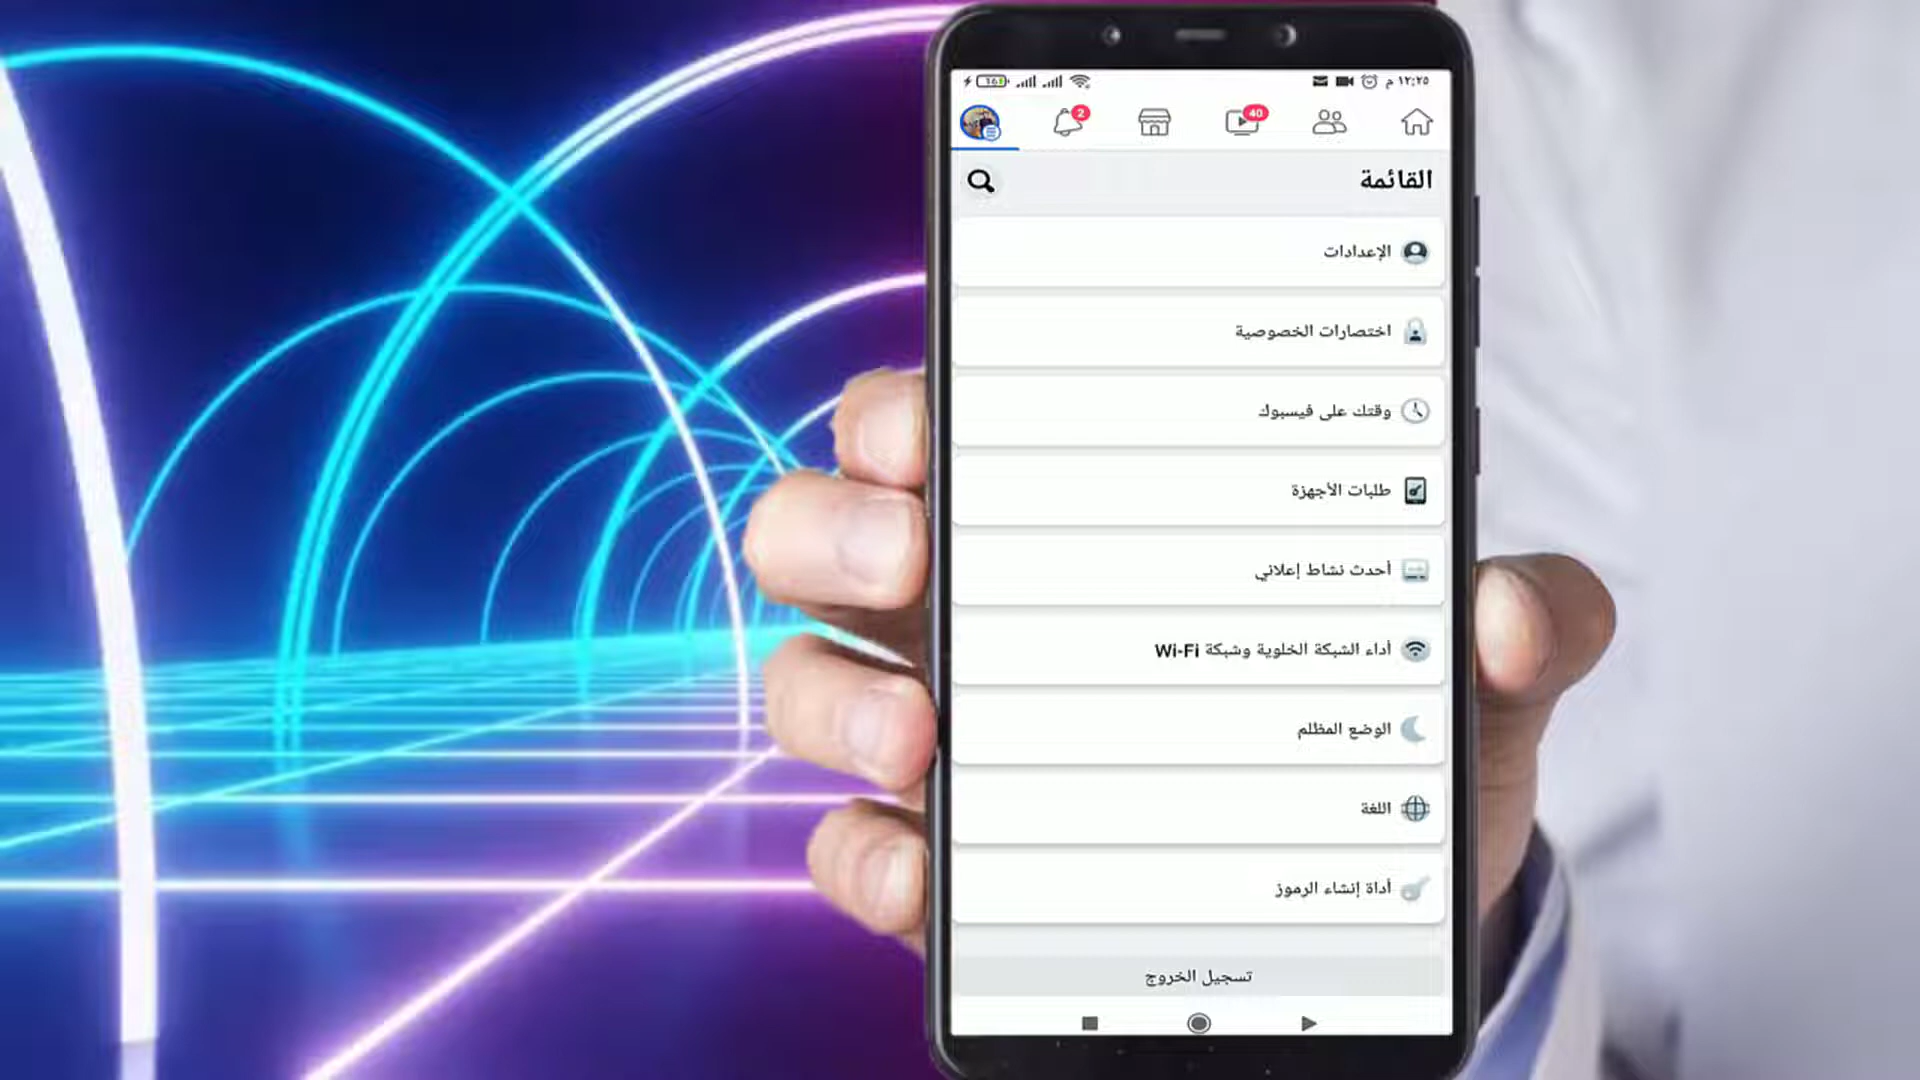 ١٢:٢٥ م
16
2
40
القائمة
الإعدادات
اختصارات الخصوصية
وقتك على فيسبوك
طلبات الأجهزة
أحدث نشاط إعلاني
أداء الشبكة الخلوية وشبكة Wi-Fi
الوضع المظلم
اللغة
أداة إنشاء الرموز
تسجيل الخروج